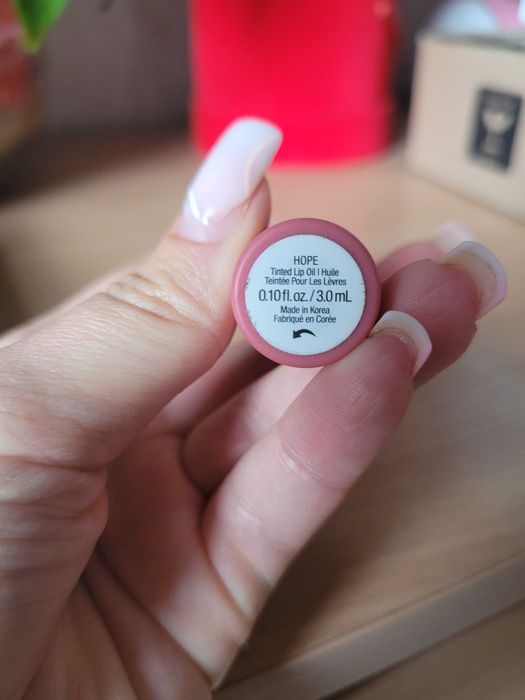 HOPE
Tinted Lip Oil | Huile
Teintée Pour Les Lèvres
0.10 fl. oz. / 3.0 mL
Made in Korea
Fabriqué en Corée